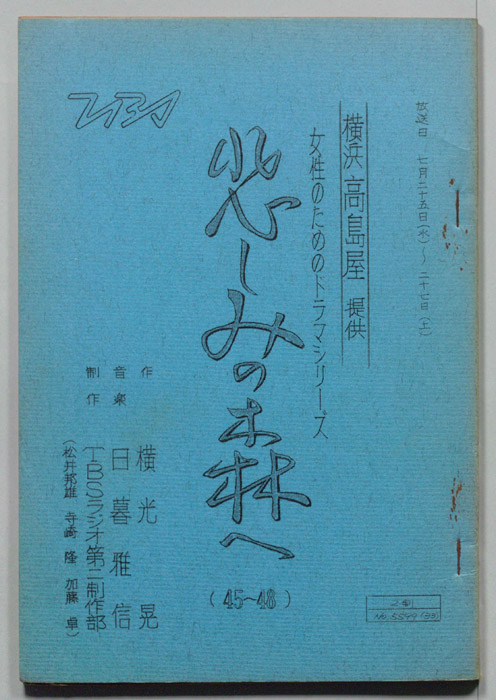 放送日 七月二十五日(水)〜二十七日(土)
横浜高島屋 提供
女性のためのドラマシリーズ
悲しみの森へ
(45〜48)
TBS
作 横光 晃
音楽 日暮雅信
制作 TBSラジオ第二制作部
(松井邦雄 寺崎 隆 加藤 卓)